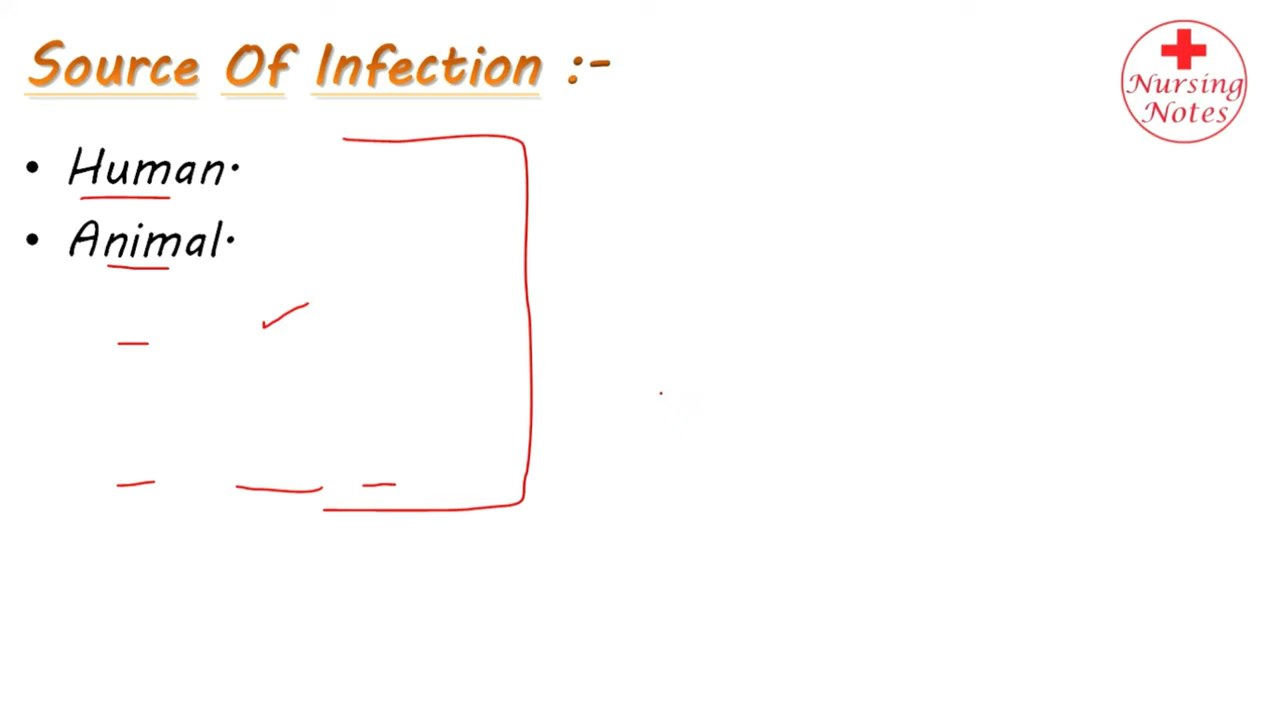 Source Of Infection :-
Nursing
Notes
• Human.
• Animal.